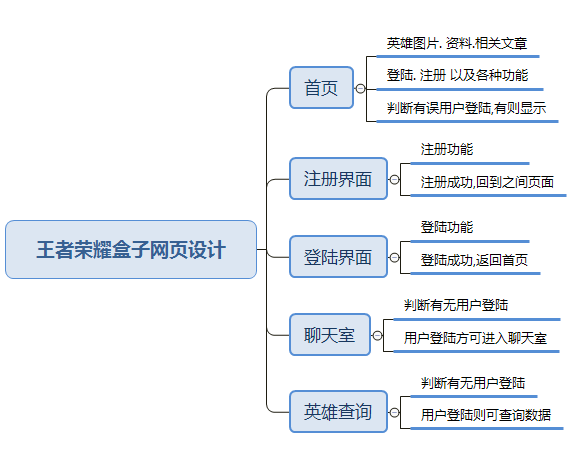 王者荣耀盒子网页设计
首页
英雄图片. 资料.相关文章
登陆. 注册 以及各种功能
判断有误用户登陆,有则显示
注册界面
注册功能
注册成功,回到之间页面
登陆界面
登陆功能
登陆成功,返回首页
聊天室
判断有无用户登陆
用户登陆方可进入聊天室
英雄查询
判断有无用户登陆
用户登陆则可查询数据